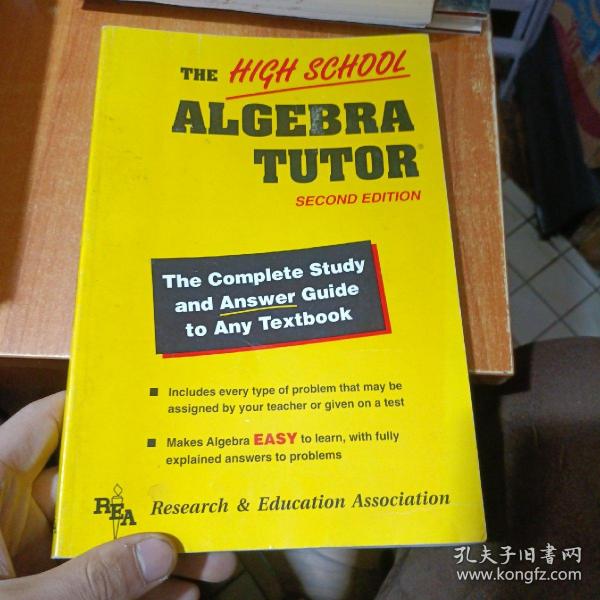 THE HIGH SCHOOL
ALGEBRA
TUTOR®
SECOND EDITION
The Complete Study
and Answer Guide
to Any Textbook
■ Includes every type of problem that may be
assigned by your teacher or given on a test
■ Makes Algebra EASY to learn, with fully
explained answers to problems
REA
Research & Education Association
孔夫子旧书网
www.kongfz.com